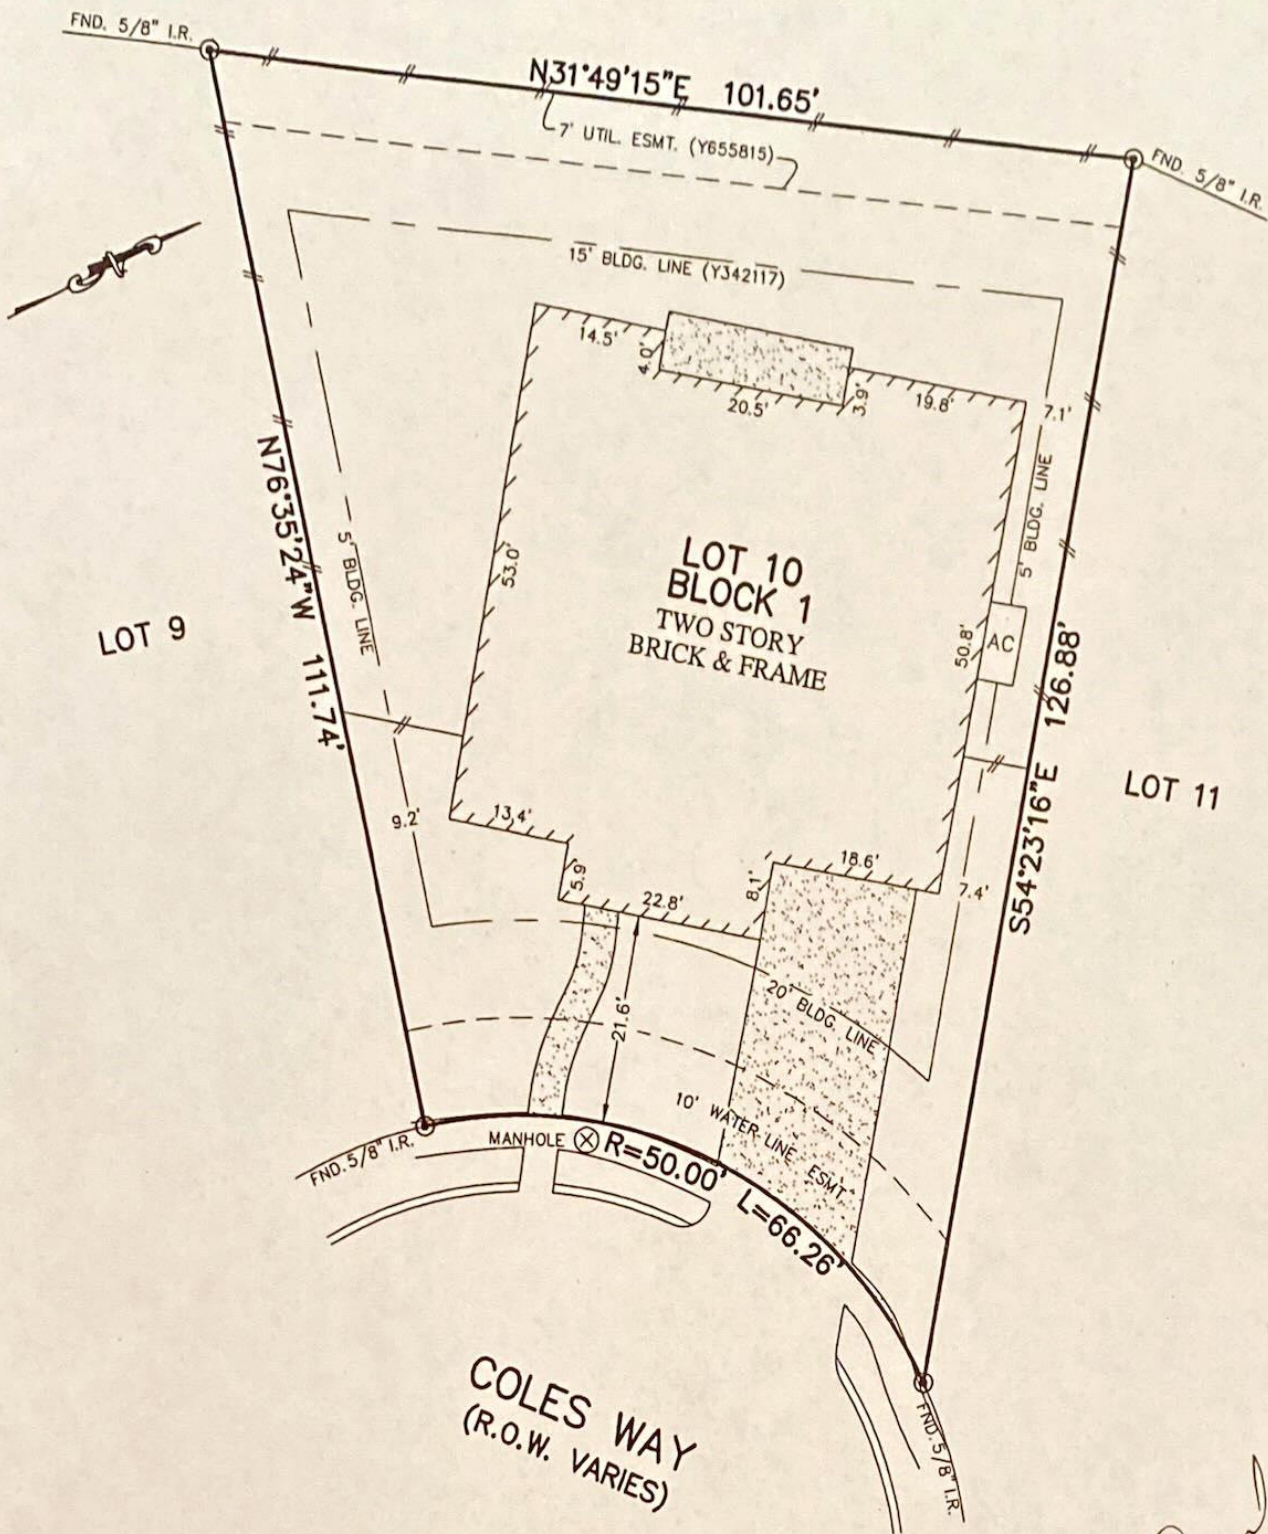 FND. 5/8" I.R.
N31°49'15"E 101.65'
7' UTIL. ESMT. (Y655815)
FND. 5/8" I.R.
15' BLDG. LINE (Y342117)
14.5'
4.0'
20.5'
3.9'
19.8'
7.1'
N76°35'24"W 111.74'
5' BLDG. LINE
53.0'
LOT 10
BLOCK 1
TWO STORY
BRICK & FRAME
5' BLDG. LINE
50.8'
AC
S54°23'16"E 126.88'
LOT 9
LOT 11
9.2'
13.4'
5.9'
22.8'
8.1'
18.6'
7.4'
21.6'
20' BLDG. LINE
10' WATER LINE ESMT.
FND. 5/8" I.R.
MANHOLE
R=50.00' L=66.26'
COLES WAY
(R.O.W. VARIES)
FND. 5/8" I.R.